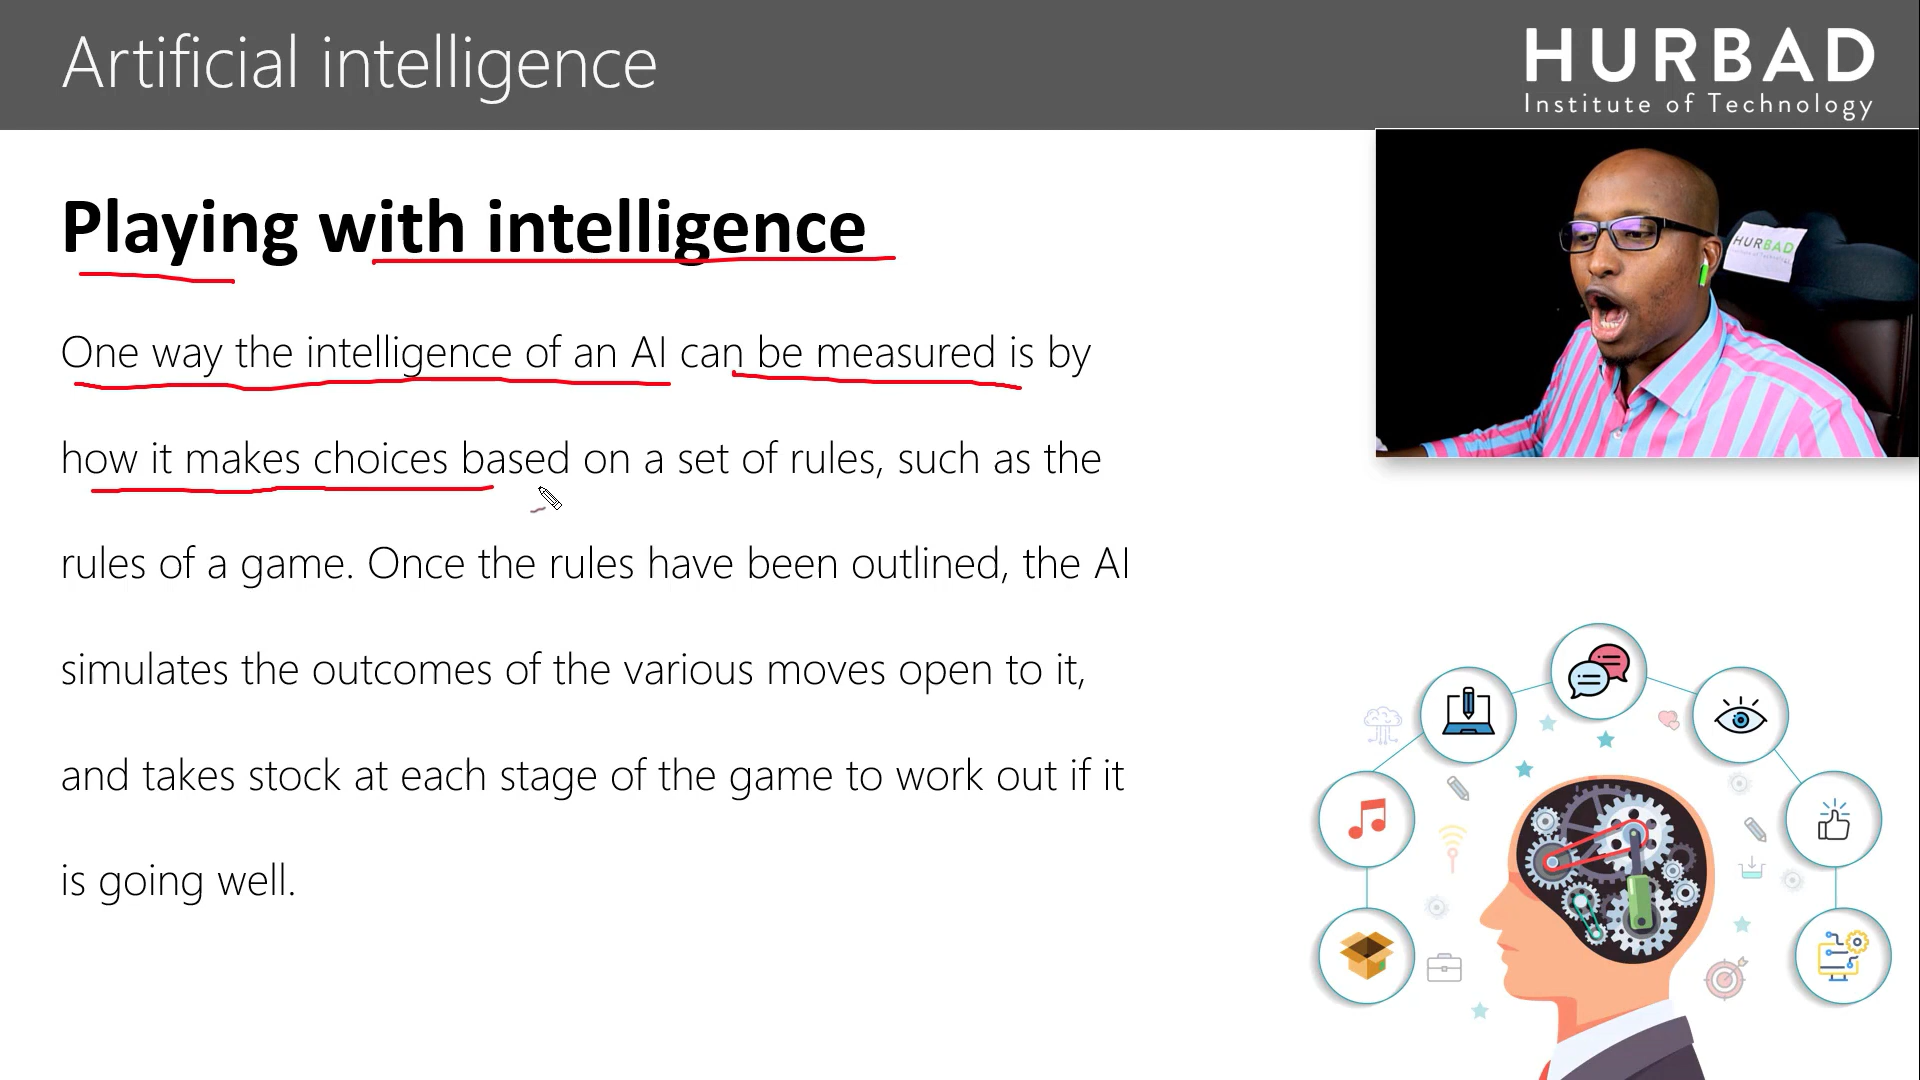 Artificial intelligence
HURBAD
Institute of Technology
Playing with intelligence
HURBAD
One way the intelligence of an AI can be measured is by
how it makes choices based on a set of rules, such as the
rules of a game. Once the rules have been outlined, the AI
simulates the outcomes of the various moves open to it,
and takes stock at each stage of the game to work out if it
is going well.